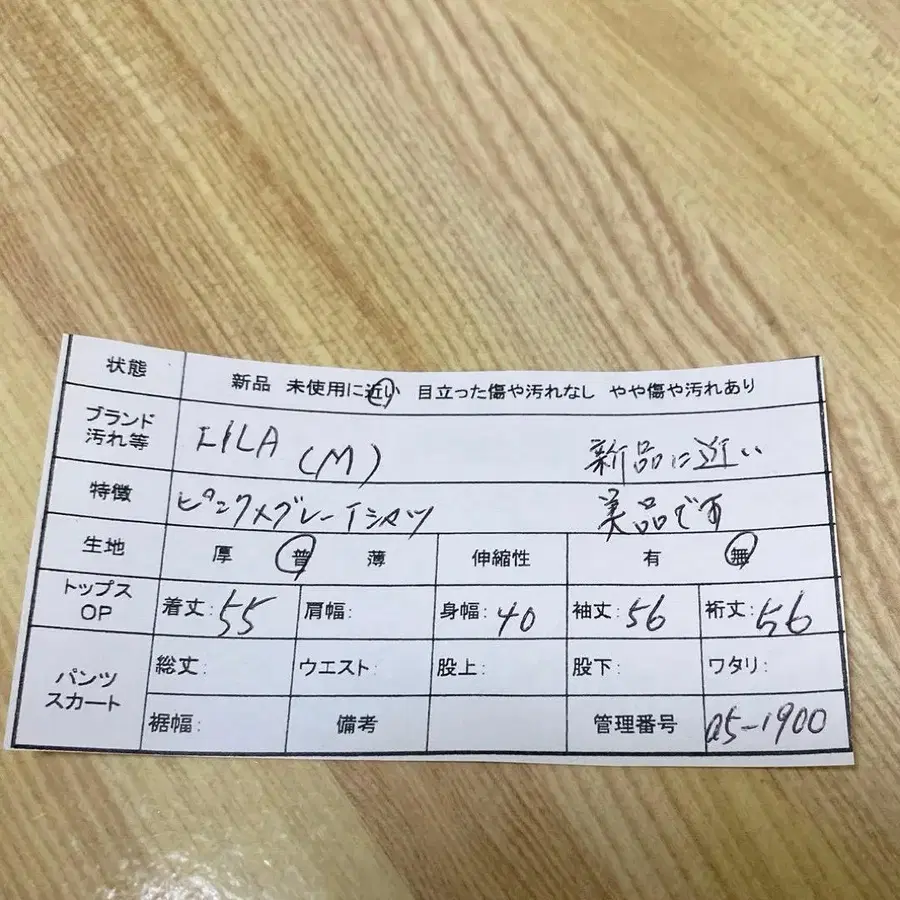 状態 新品 未使用に近い 目立った傷や汚れなし やや傷や汚れあり
ブランド
汚れ等 (M) 新品に近い
特徴 ピンク×グレーTシャツ 美品です
生地 厚 普 薄 伸縮性 有 無
トップス
OP 着丈: 55 肩幅: 身幅: 40 袖丈: 56 裄丈: 56
パンツ
スカート 総丈: ウエスト: 股上: 股下: ワタリ:
裾幅: 備考 管理番号 a5-1900